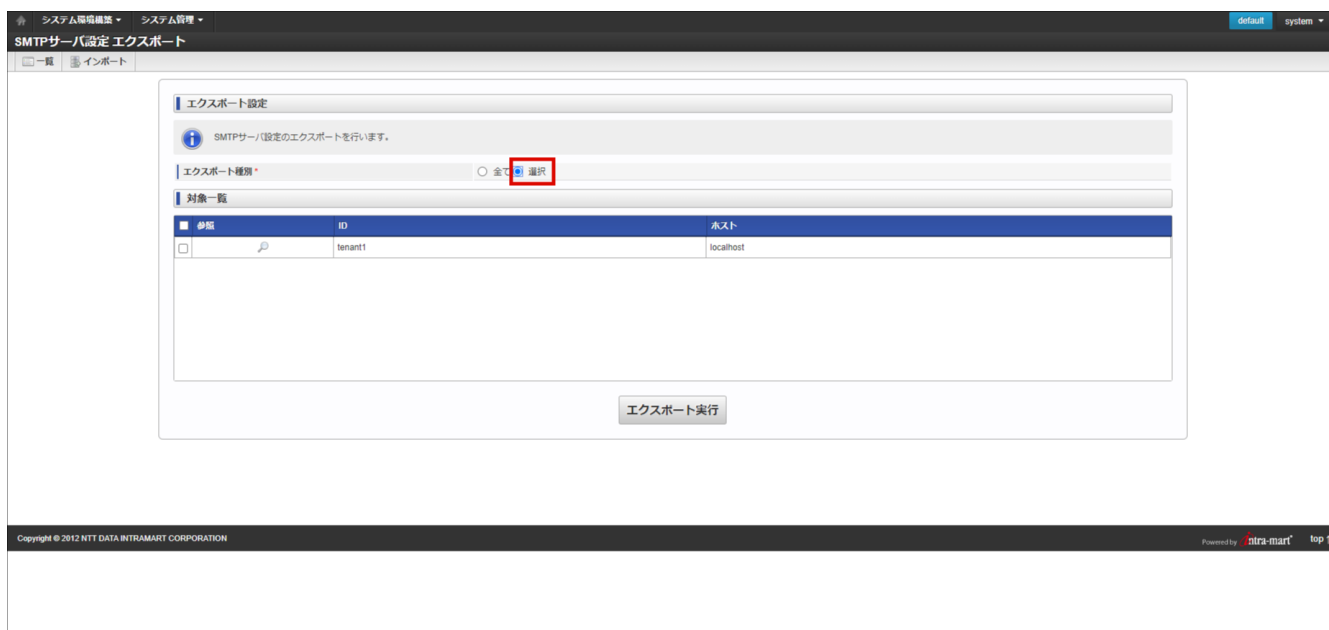 システム環境構築 ▾ システム管理 ▾ default system ▾
SMTPサーバ設定 エクスポート
一覧 インポート
エクスポート設定
SMTPサーバ設定のエクスポートを行います。
エクスポート種別* 全て 選択
対象一覧
参照 ID ホスト
tenant1 localhost
エクスポート実行
Copyright © 2012 NTT DATA INTRAMART CORPORATION Powered by intra-mart top ↑